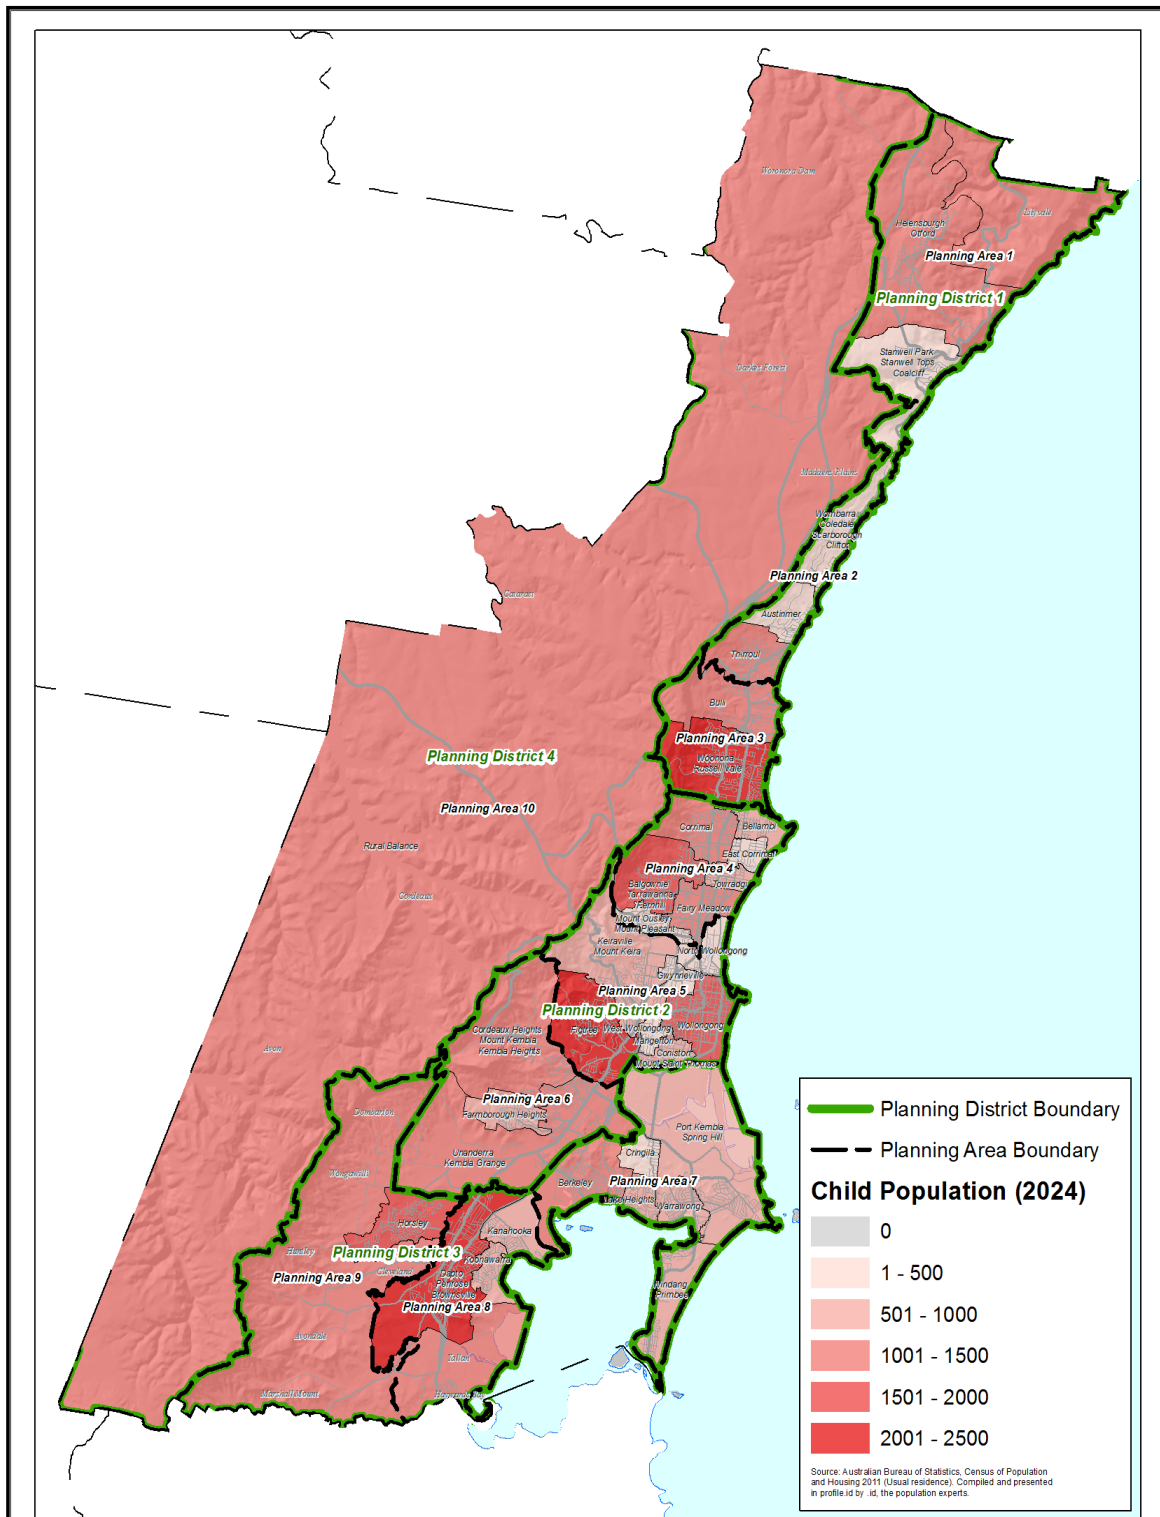 Woronora Dam
Lilyvale
Helensburgh
Otford
Planning Area 1
Planning District 1
Stanwell Park
Stanwell Tops
Coalcliff
Darkes Forest
Maddens Plains
Wombarra
Coledale
Scarborough
Clifton
Planning Area 2
Cataract
Austinmer
Thirroul
Bulli
Planning Area 3
Woonona
Russell Vale
Planning District 4
Planning Area 10
Rural Balance
Cordeaux
Corrimal
Bellambi
East Corrimal
Planning Area 4
Balgownie
Tarrawanna
Fernhill
Towradgi
Fairy Meadow
Mount Ousley
Mount Pleasant
Keiraville
Mount Keira
North Wollongong
Gwynneville
Planning Area 5
Planning District 2
Cordeaux Heights
Mount Kembla
Kembla Heights
Figtree
West Wollongong
Wollongong
Mangerton
Coniston
Mount Saint Thomas
Avon
Planning Area 6
Farmborough Heights
Dombarton
Port Kembla
Spring Hill
Unanderra
Kembla Grange
Cringila
Wongawilli
Berkeley
Planning Area 7
Lake Heights
Warrawong
Horsley
Kanahooka
Huntley
Planning District 3
Koonawarra
Cleveland
Planning Area 9
Dapto
Penrose
Brownsville
Windang
Primbee
Planning Area 8
Avondale
Yallah
Marshall Mount
Haywards Bay
Planning District Boundary
Planning Area Boundary
Child Population (2024)
0
1 - 500
501 - 1000
1001 - 1500
1501 - 2000
2001 - 2500
Source: Australian Bureau of Statistics, Census of Population
and Housing 2011 (Usual residence). Compiled and presented
in profile.id by .id, the population experts.